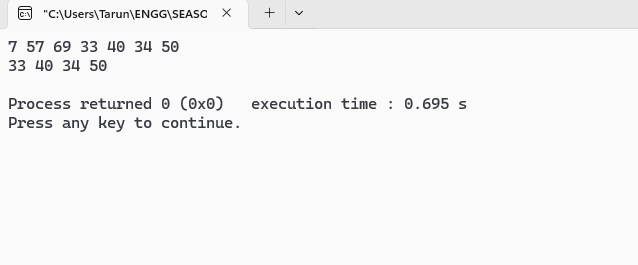 "C:\Users\Tarun\ENGG\SEASO
7 57 69 33 40 34 50
33 40 34 50
Process returned 0 (0x0)   execution time : 0.695 s
Press any key to continue.